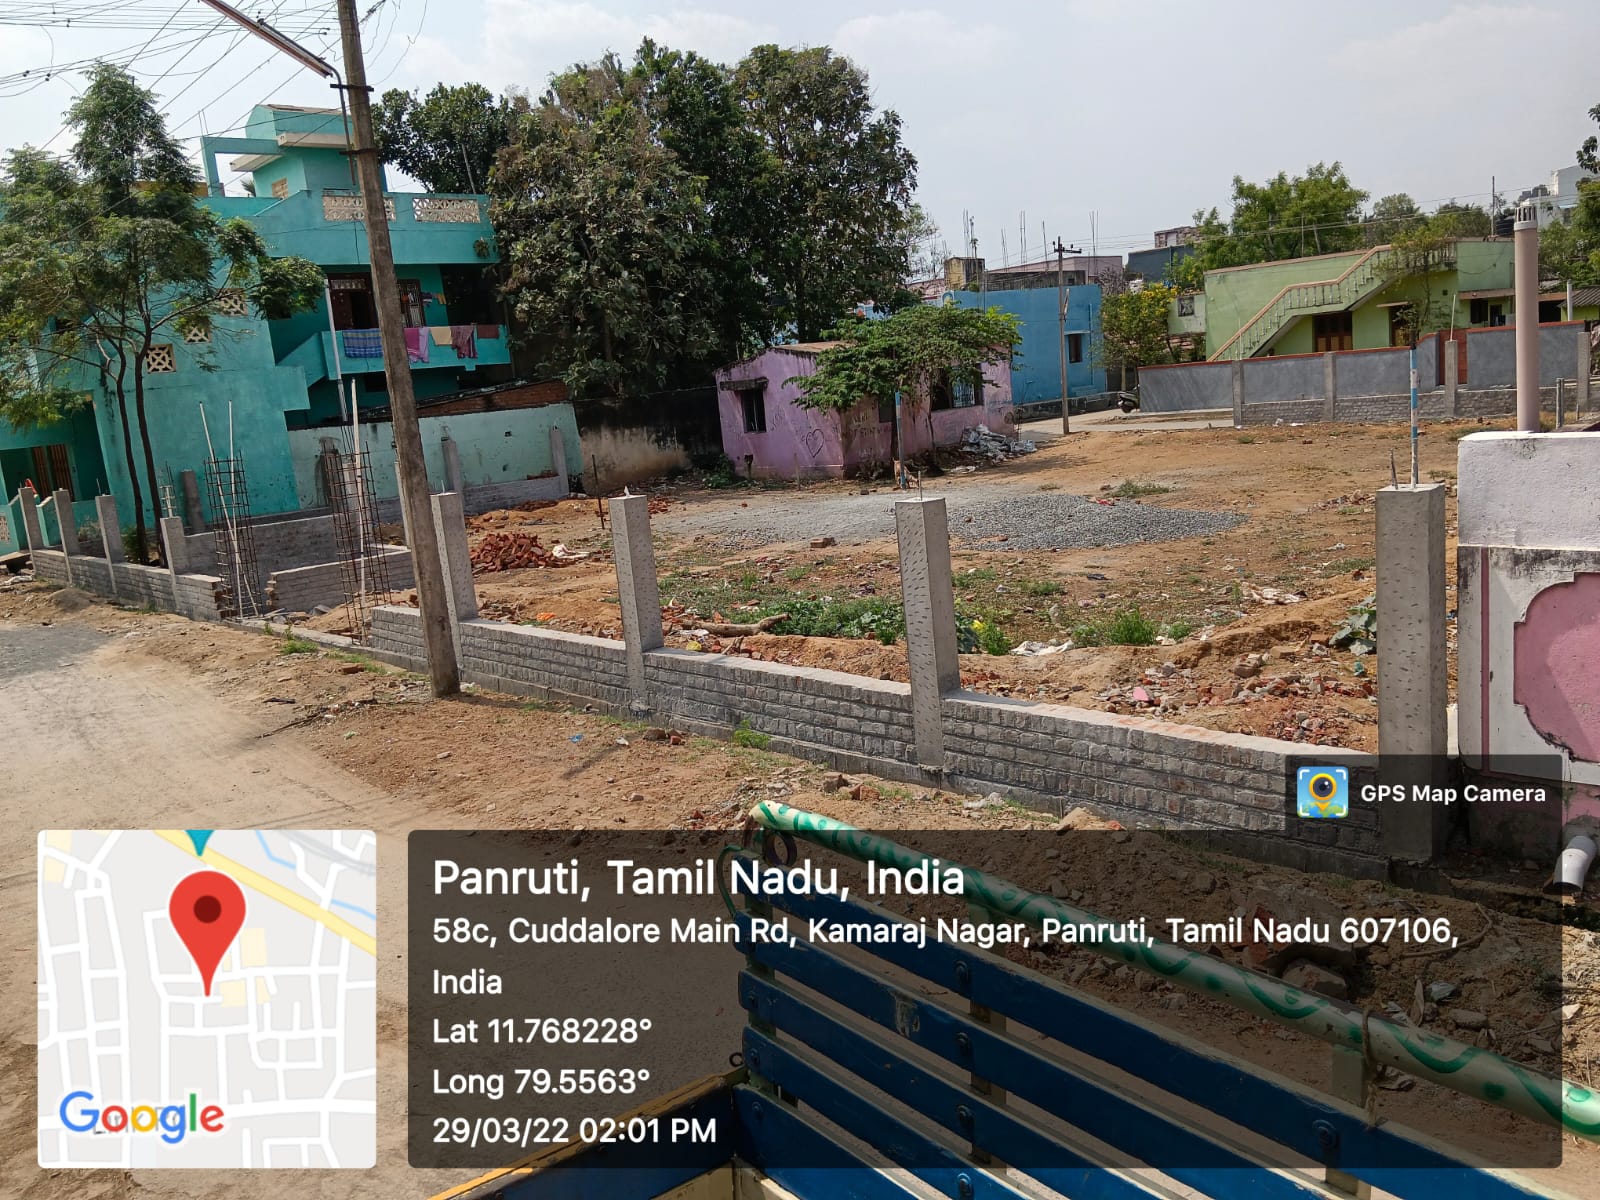 GPS Map Camera
Panruti, Tamil Nadu, India
58c, Cuddalore Main Rd, Kamaraj Nagar, Panruti, Tamil Nadu 607106,
India
Lat 11.768228°
Long 79.5563°
29/03/22 02:01 PM
Google